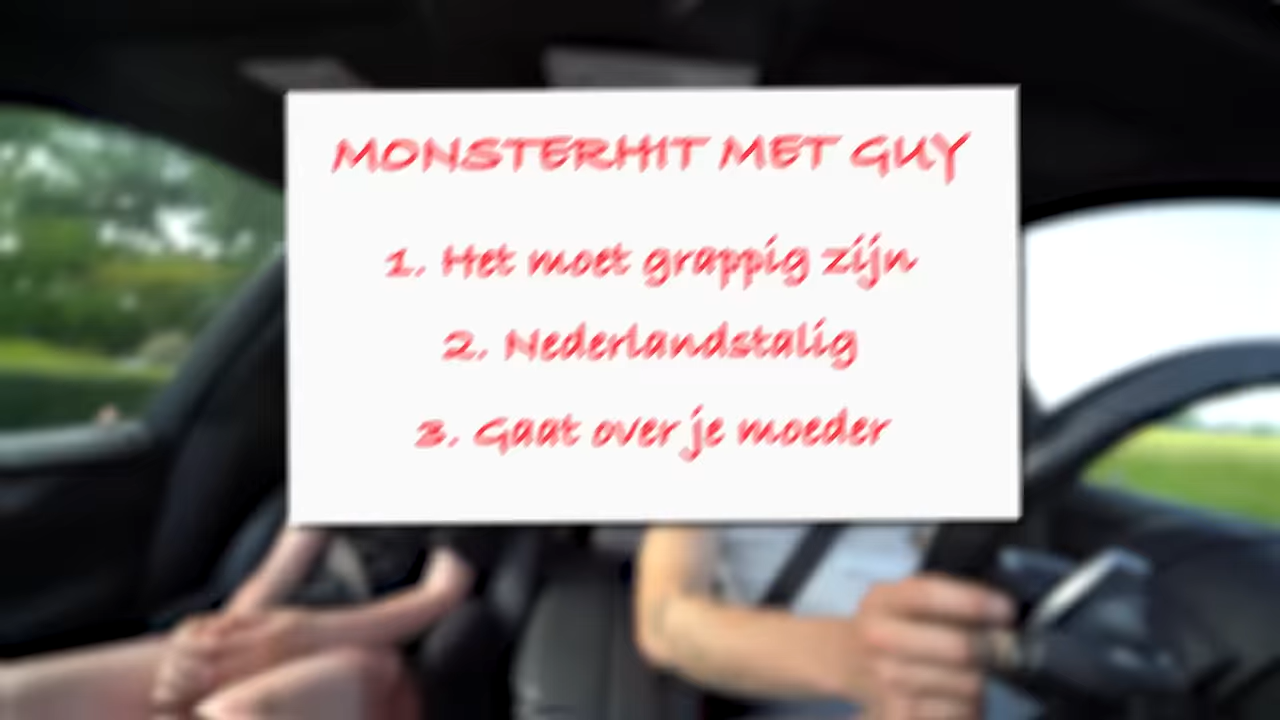 MONSTERHIT MET GUY
1. Het moet grappig zijn
2. Nederlandstalig
3. Gaat over je moeder